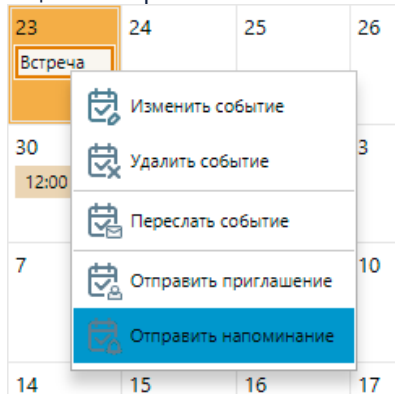 23 24 25 26
Встреча
Изменить событие
30 3
Удалить событие
12:00
Переслать событие
7 10
Отправить приглашение
Отправить напоминание
14 15 16 17